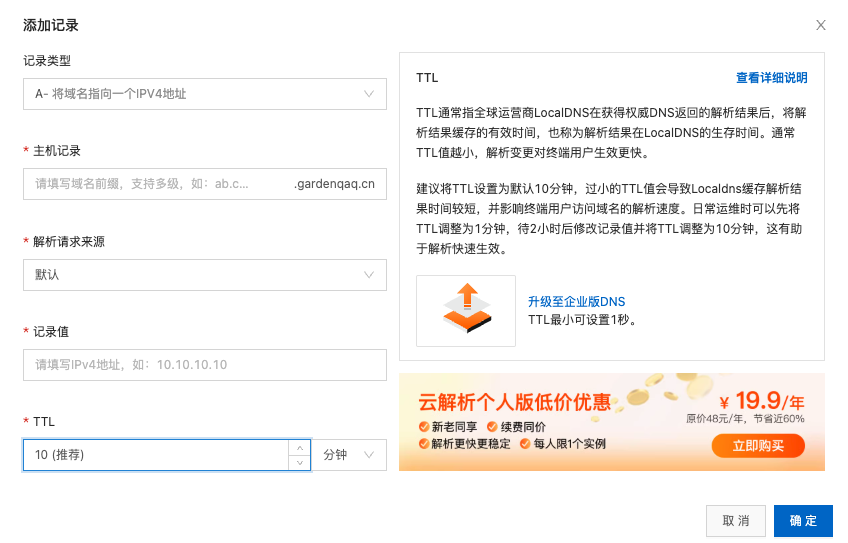 添加记录
记录类型
A- 将域名指向一个IPV4地址
* 主机记录
请填写域名前缀，支持多级，如：ab.c...
.gardenqaq.cn
* 解析请求来源
默认
* 记录值
请填写IPv4地址，如：10.10.10.10
* TTL
10 (推荐)
分钟
TTL
查看详细说明
TTL通常指全球运营商LocalDNS在获得权威DNS返回的解析结果后，将解
析结果缓存的有效时间，也称为解析结果在LocalDNS的生存时间。通常
TTL值越小，解析变更对终端用户生效更快。
建议将TTL设置为默认10分钟，过小的TTL值会导致Localdns缓存解析结
果时间较短，并影响终端用户访问域名的解析速度。日常运维时可以先将
TTL调整为1分钟，待2小时后修改记录值并将TTL调整为10分钟，这有助
于解析快速生效。
升级至企业版DNS
TTL最小可设置1秒。
云解析个人版低价优惠
新老同享 续费同价
解析更快更稳定 每人限1个实例
¥ 19.9/年
原价48元/年，节省近60%
立即购买
取 消
确 定